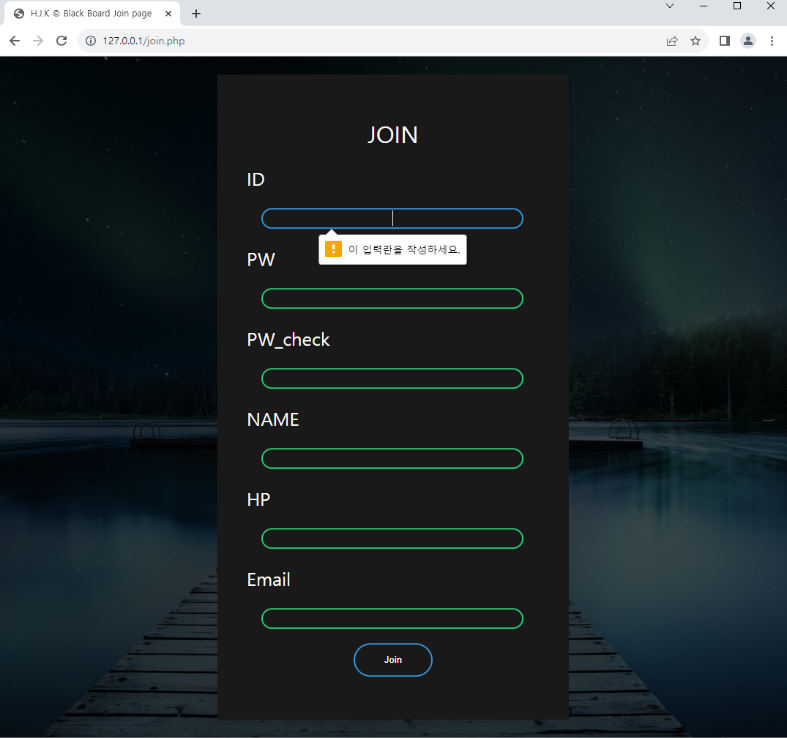 H.J.K © Black Board Join page
127.0.0.1/join.php
JOIN
ID
이 입력란을 작성하세요.
PW
PW_check
NAME
HP
Email
Join